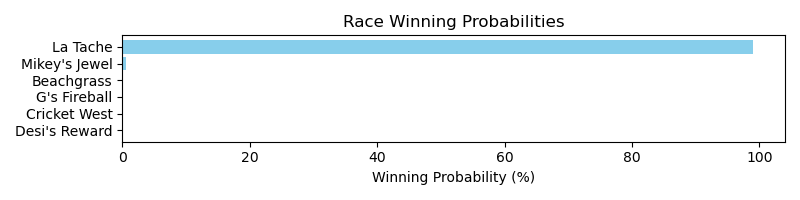 Race Winning Probabilities
La Tache
Mikey's Jewel
Beachgrass
G's Fireball
Cricket West
Desi's Reward
0 20 40 60 80 100
Winning Probability (%)